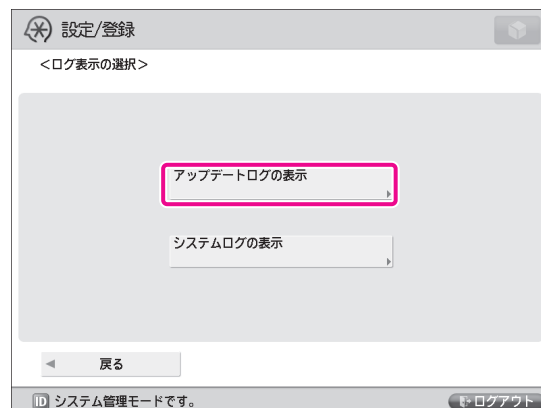 設定/登録
＜ログ表示の選択＞
アップデートログの表示
システムログの表示
戻る
ID システム管理モードです。
ログアウト